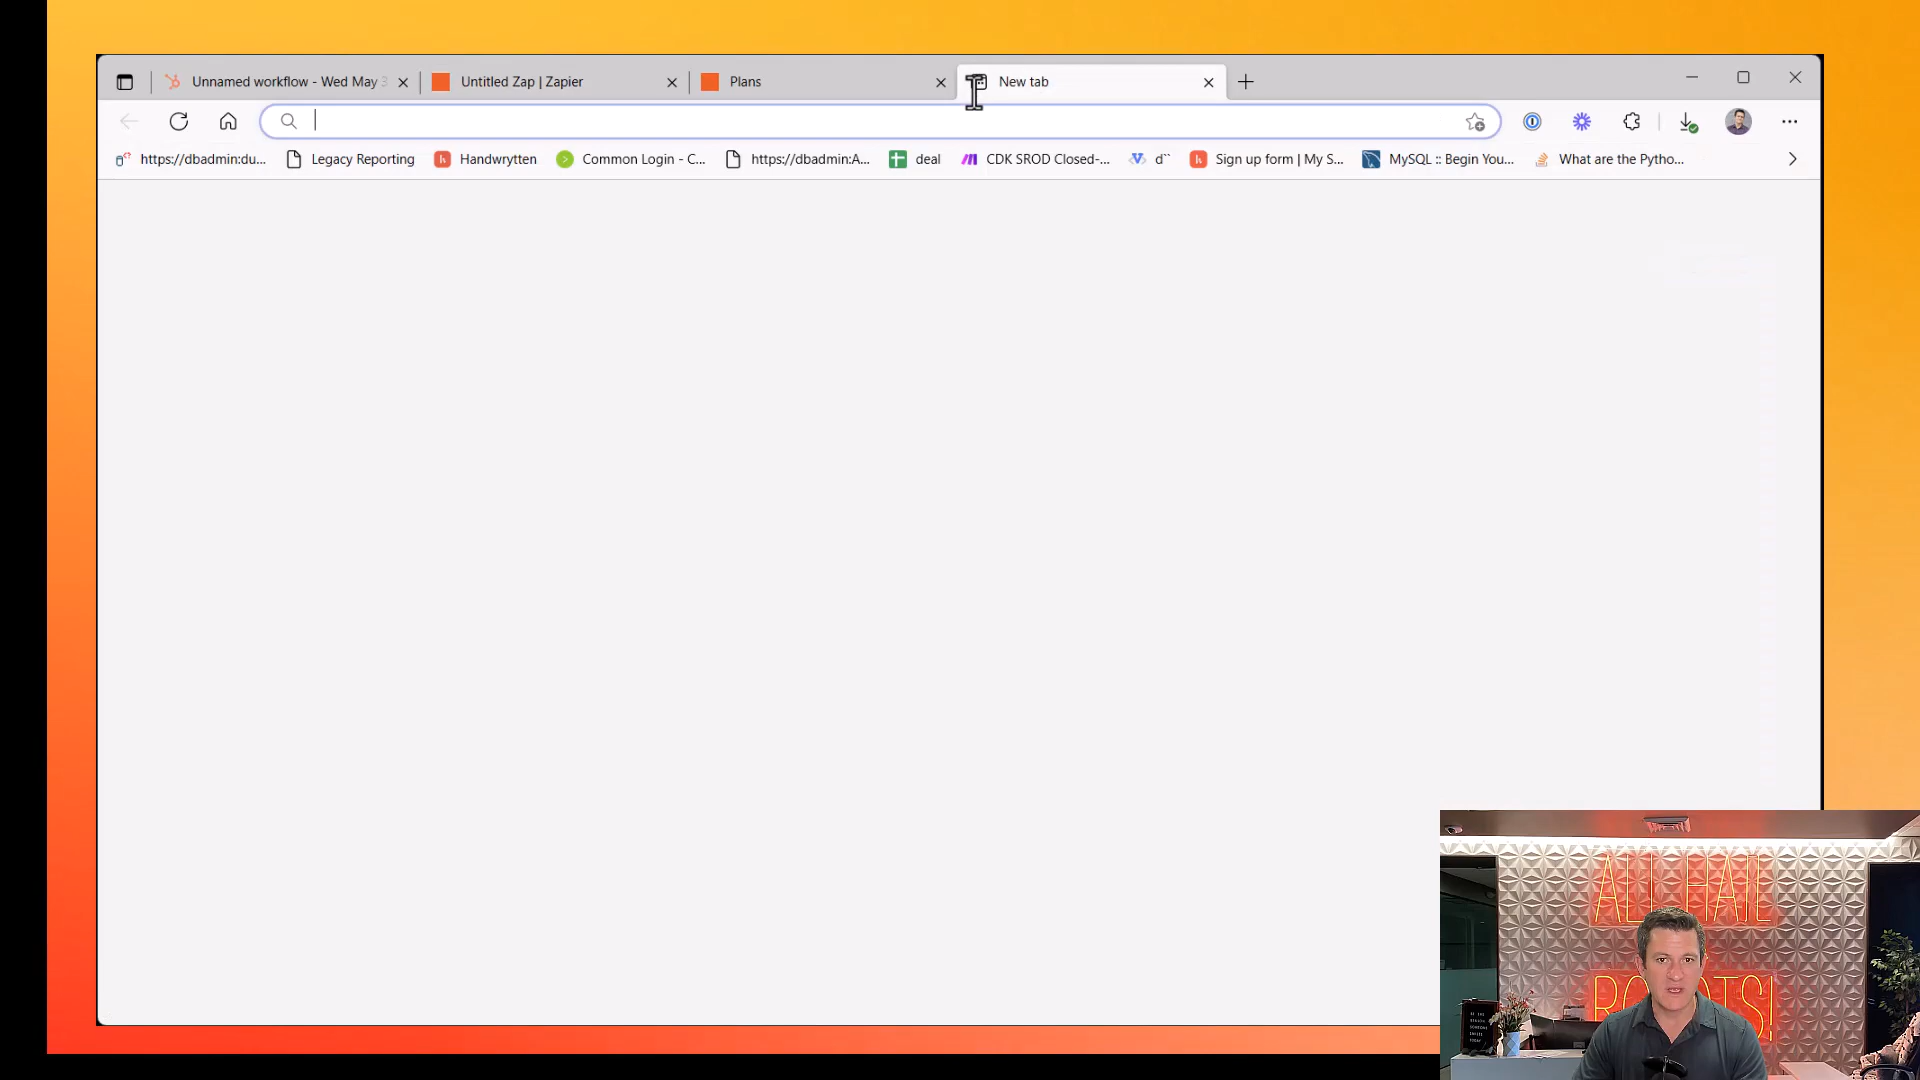 Unnamed workflow - Wed May 3
Untitled Zap | Zapier
Plans
New tab
https://dbadmin:du...
Legacy Reporting
Handwrytten
Common Login - C...
https://dbadmin:A...
deal
CDK SROD Closed-...
d``
Sign up form | My S...
MySQL :: Begin You...
What are the Pytho...
ALL HAIL